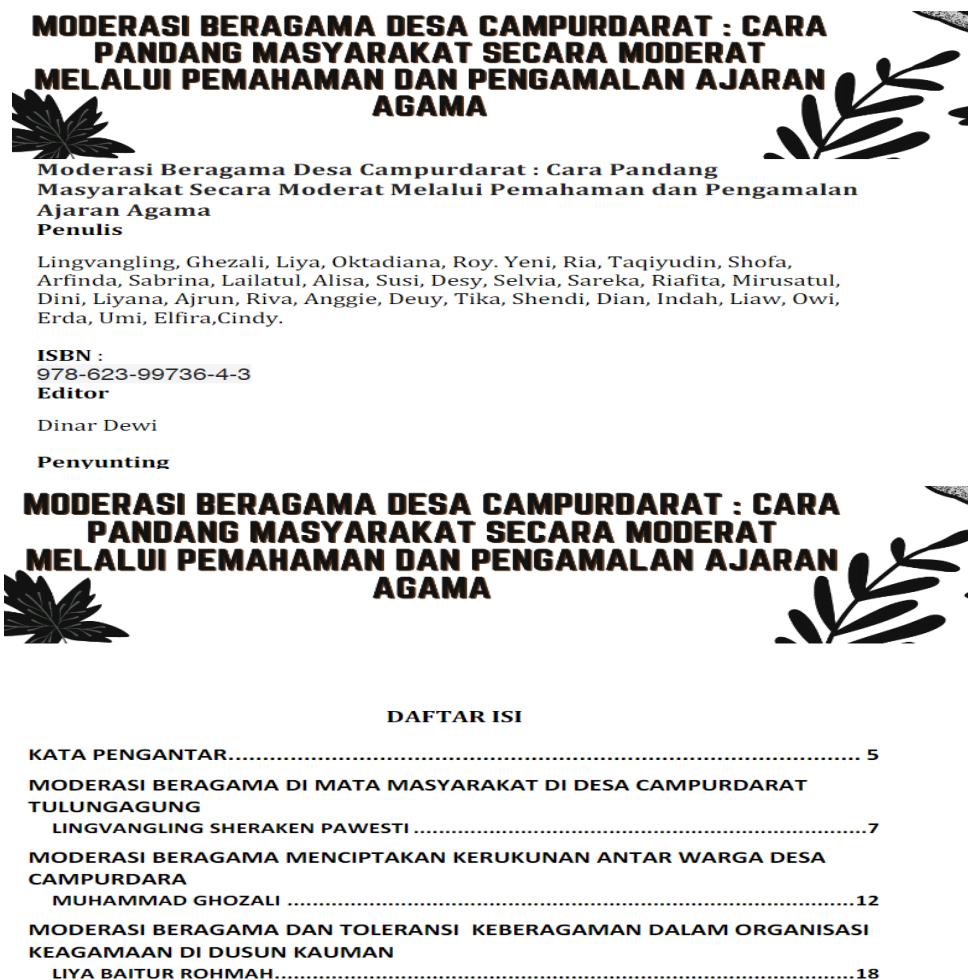 MODERASI BERAGAMA DESA CAMPURDARAT : CARA
PANDANG MASYARAKAT SECARA MODERAT
MELALUI PEMAHAMAN DAN PENGAMALAN AJARAN
AGAMA
Moderasi Beragama Desa Campurdarat : Cara Pandang
Masyarakat Secara Moderat Melalui Pemahaman dan Pengamalan
Ajaran Agama
Penulis
Lingvangling, Ghezali, Liya, Oktadiana, Roy. Yeni, Ria, Taqiyudin, Shofa,
Arfinda, Sabrina, Lailatul, Alisa, Susi, Desy, Selvia, Sareka, Riafita, Mirusatul,
Dini, Liyana, Ajrun, Riva, Anggie, Deuy, Tika, Shendi, Dian, Indah, Liaw, Owi,
Erda, Umi, Elfira,Cindy.
ISBN :
978-623-99736-4-3
Editor
Dinar Dewi
Penyunting
MODERASI BERAGAMA DESA CAMPURDARAT : CARA
PANDANG MASYARAKAT SECARA MODERAT
MELALUI PEMAHAMAN DAN PENGAMALAN AJARAN
AGAMA
DAFTAR ISI
KATA PENGANTAR.................................................................................... 5
MODERASI BERAGAMA DI MATA MASYARAKAT DI DESA CAMPURDARAT
TULUNGAGUNG
LINGVANGLING SHERAKEN PAWESTI ............................................................7
MODERASI BERAGAMA MENCIPTAKAN KERUKUNAN ANTAR WARGA DESA
CAMPURDARA
MUHAMMAD GHOZALI ...........................................................................12
MODERASI BERAGAMA DAN TOLERANSI  KEBERAGAMAN DALAM ORGANISASI
KEAGAMAAN DI DUSUN KAUMAN
LIYA BAITUR ROHMAH.............................................................................18